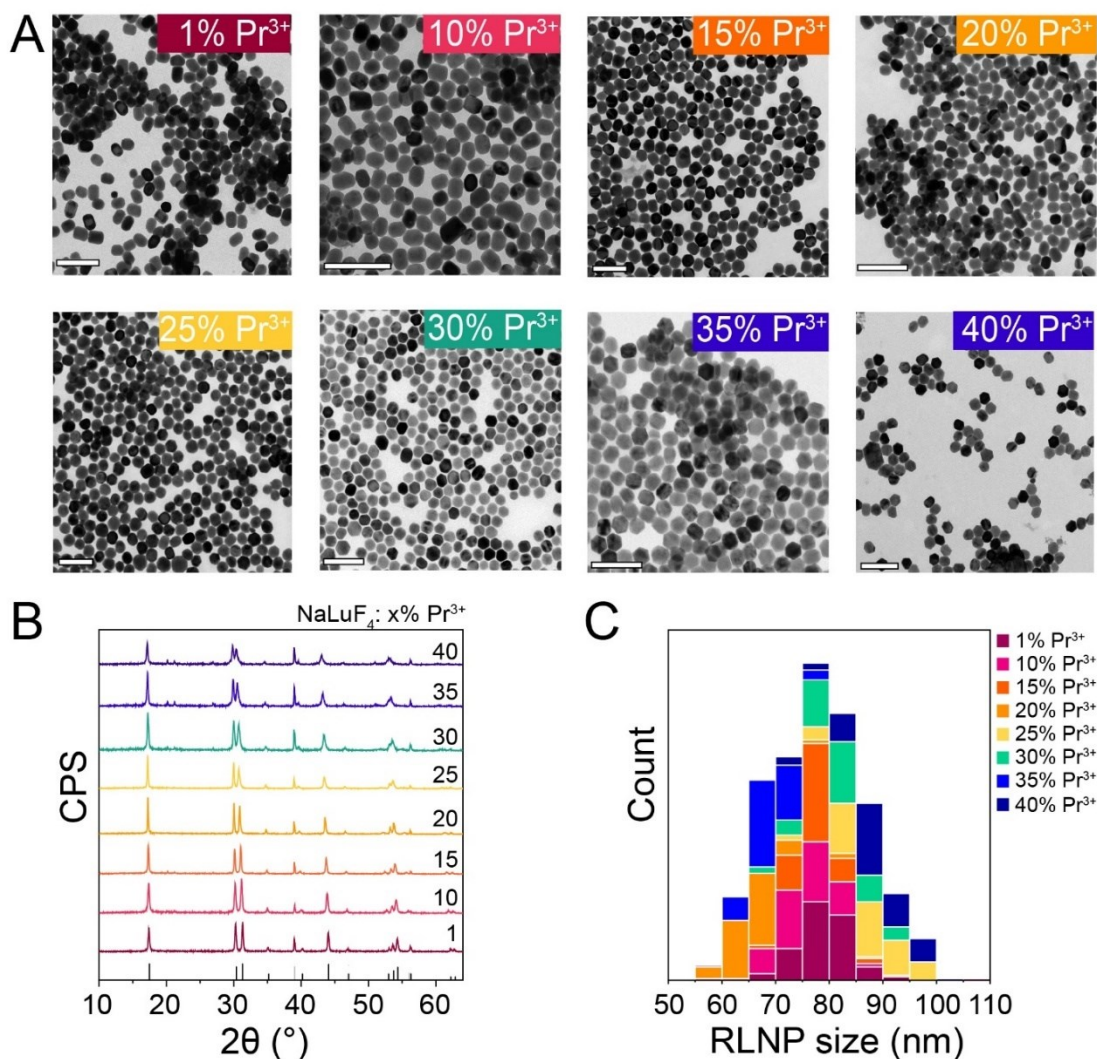 A
1% Pr³⁺
10% Pr³⁺
15% Pr³⁺
20% Pr³⁺
25% Pr³⁺
30% Pr³⁺
35% Pr³⁺
40% Pr³⁺
B
NaLuF₄: x% Pr³⁺
40
35
30
25
20
15
10
1
CPS
10 20 30 40 50 60
2θ (°)
C
1% Pr³⁺
10% Pr³⁺
15% Pr³⁺
20% Pr³⁺
25% Pr³⁺
30% Pr³⁺
35% Pr³⁺
40% Pr³⁺
Count
50 60 70 80 90 100 110
RLNP size (nm)